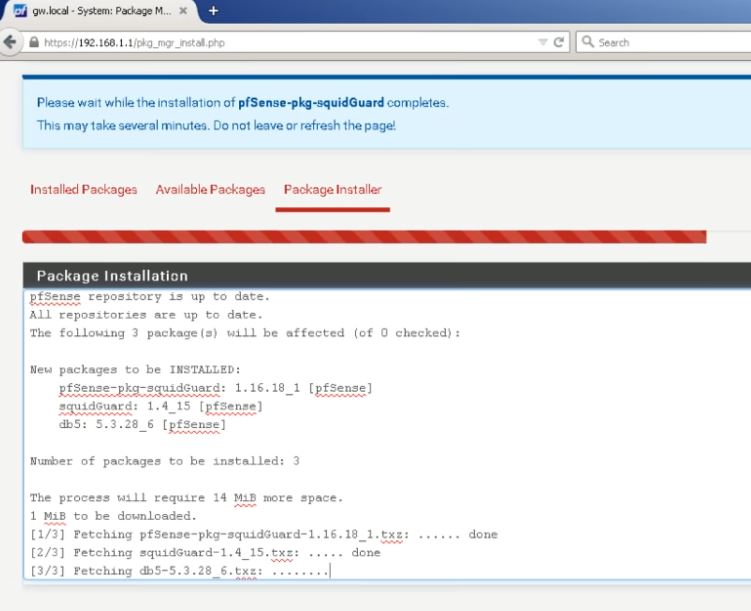 gw.local - System: Package M... × +
https://192.168.1.1/pkg_mgr_install.php Search
Please wait while the installation of pfSense-pkg-squidGuard completes.
This may take several minutes. Do not leave or refresh the page!
Installed Packages Available Packages Package Installer
Package Installation
pfSense repository is up to date.
All repositories are up to date.
The following 3 package(s) will be affected (of 0 checked):
New packages to be INSTALLED:
pfSense-pkg-squidGuard: 1.16.18_1 [pfSense]
squidGuard: 1.4_15 [pfSense]
db5: 5.3.28_6 [pfSense]
Number of packages to be installed: 3
The process will require 14 MiB more space.
1 MiB to be downloaded.
[1/3] Fetching pfSense-pkg-squidGuard-1.16.18_1.txz: ...... done
[2/3] Fetching squidGuard-1.4_15.txz: ..... done
[3/3] Fetching db5-5.3.28_6.txz: ........